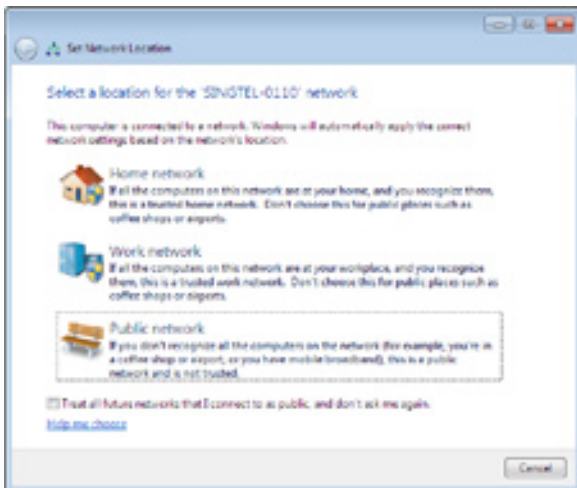 Set Network Location
Select a location for the 'SINGTEL-0110' network
This computer is connected to a network. Windows will automatically apply the correct
network settings based on the network's location.
Home network
If all the computers on this network are at your home, and you recognize them,
this is a trusted home network.  Don't choose this for public places such as
coffee shops or airports.
Work network
If all the computers on this network are at your workplace, and you recognize
them, this is a trusted work network.  Don't choose this for public places such as
coffee shops or airports.
Public network
If you don't recognize all the computers on the network (for example, you're in
a coffee shop or airport, or you have mobile broadband), this is a public
network and is not trusted.
Treat all future networks that I connect to as public, and don't ask me again.
Help me choose
Cancel